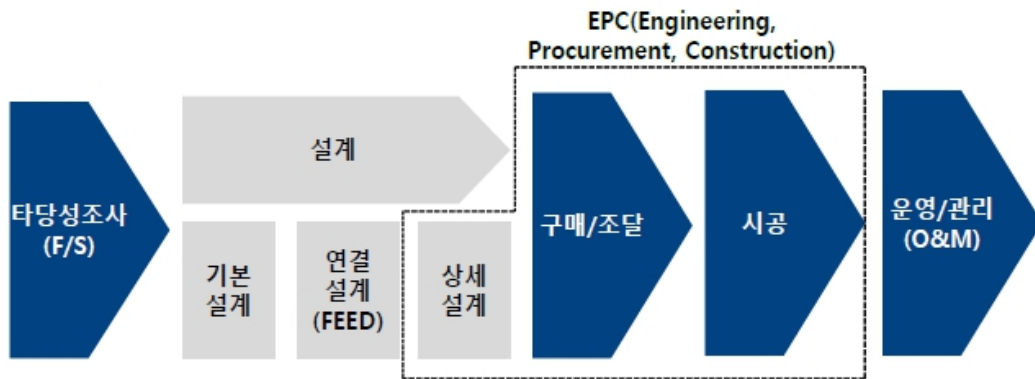 EPC(Engineering,
Procurement, Construction)
타당성조사
(F/S)
설계
기본
설계
연결
설계
(FEED)
상세
설계
구매/조달
시공
운영/관리
(O&M)